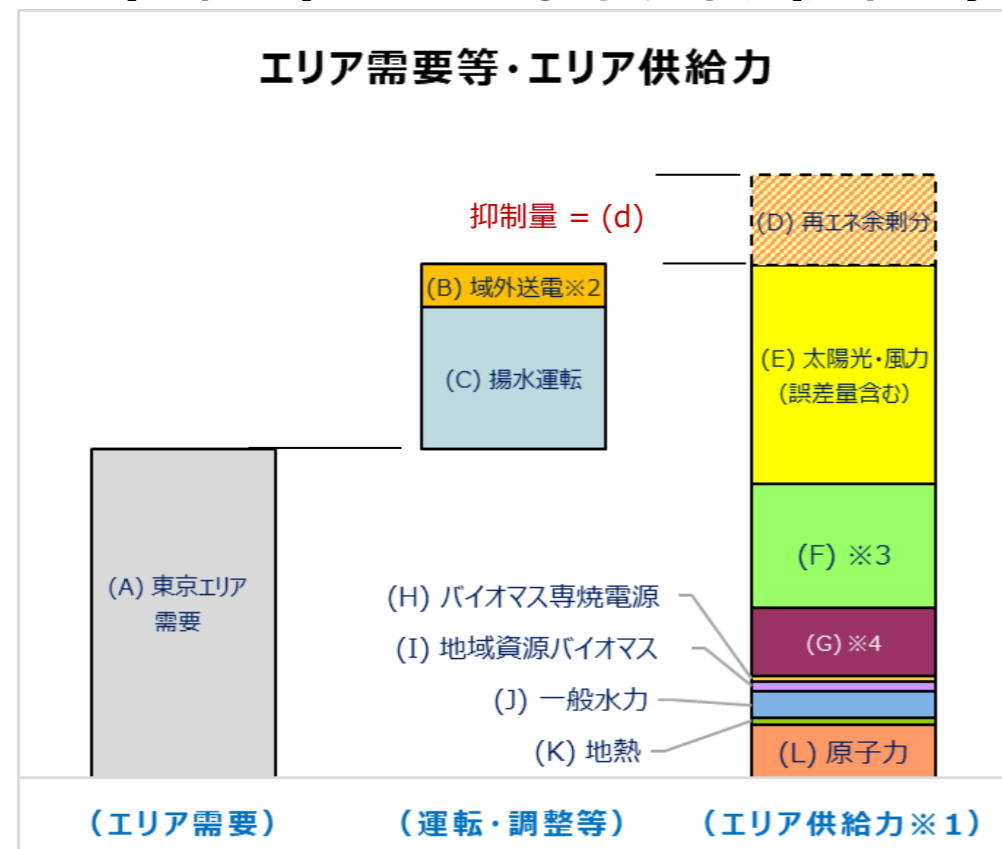 エリア需要等・エリア供給力
抑制量 = (d)
(D) 再エネ余剰分
(B) 域外送電※2
(C) 揚水運転
(E) 太陽光・風力
(誤差量含む)
(A) 東京エリア
需要
(F) ※3
(G) ※4
(H) バイオマス専焼電源
(I) 地域資源バイオマス
(J) 一般水力
(K) 地熱
(L) 原子力
(エリア需要)
(運転・調整等)
(エリア供給力※1)